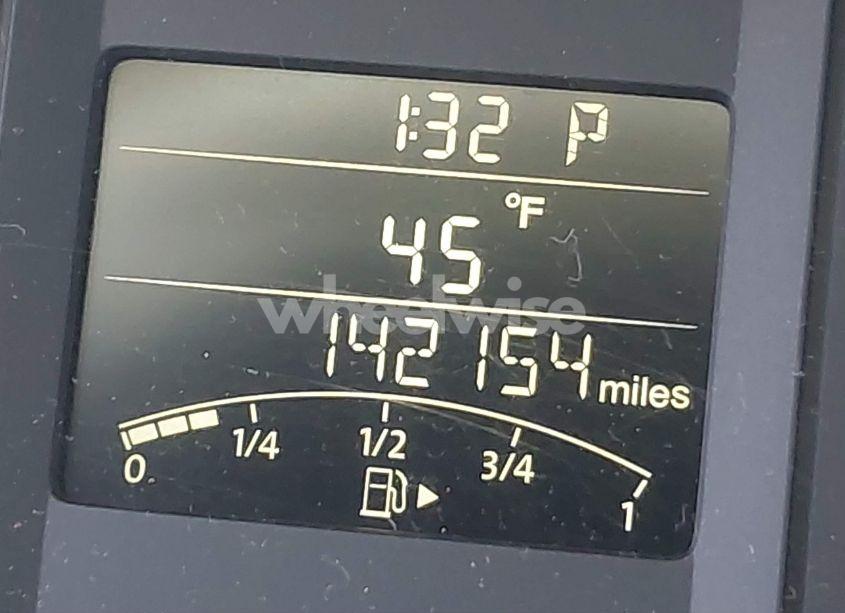 1:32 P
°F
45
wheelwise
142154 miles
0 1/4 1/2 3/4 1